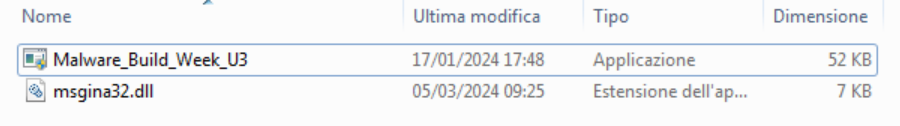 Nome Ultima modifica Tipo Dimensione
Malware_Build_Week_U3 17/01/2024 17:48 Applicazione 52 KB
msgina32.dll 05/03/2024 09:25 Estensione dell'ap... 7 KB